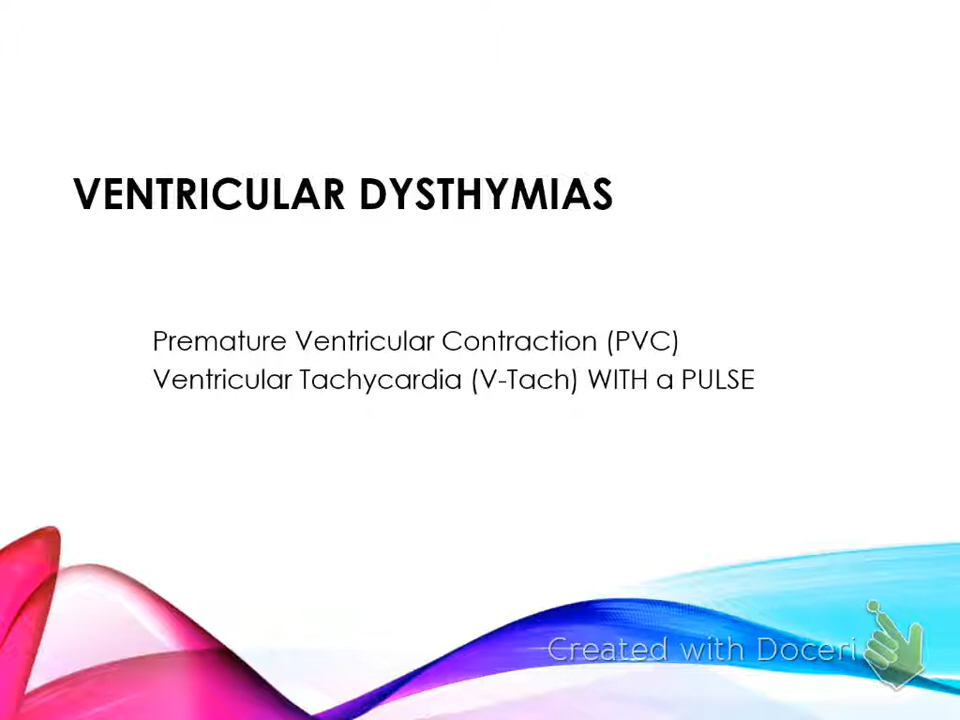 VENTRICULAR DYSTHYMIAS
Premature Ventricular Contraction (PVC)
Ventricular Tachycardia (V-Tach) WITH a PULSE
Created with Doceri